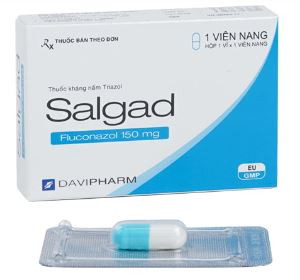 Rx THUỐC BÁN THEO ĐƠN
1 VIÊN NANG
HỘP 1 VỈ x 1 VIÊN NANG
Thuốc kháng nấm Triazol
Salgad
Fluconazol 150 mg
DAVIPHARM
EU
GMP